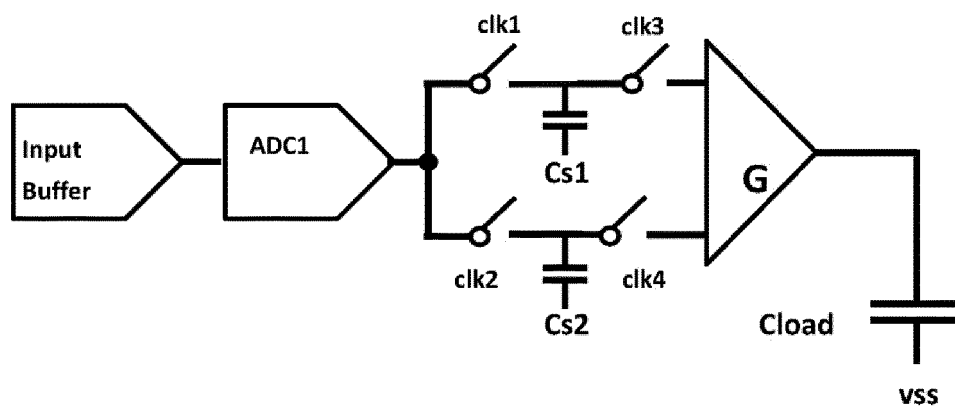 clk1
clk3
Input
Buffer
ADC1
Cs1
G
clk2
clk4
Cs2
Cload
vss